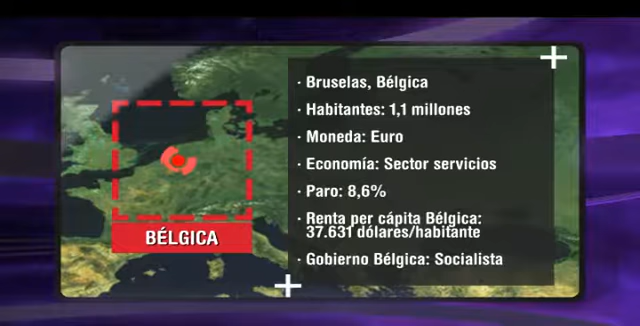 · Bruselas, Bélgica
· Habitantes: 1,1 millones
· Moneda: Euro
· Economía: Sector servicios
· Paro: 8,6%
· Renta per cápita Bélgica:
37.631 dólares/habitante
· Gobierno Bélgica: Socialista
BÉLGICA